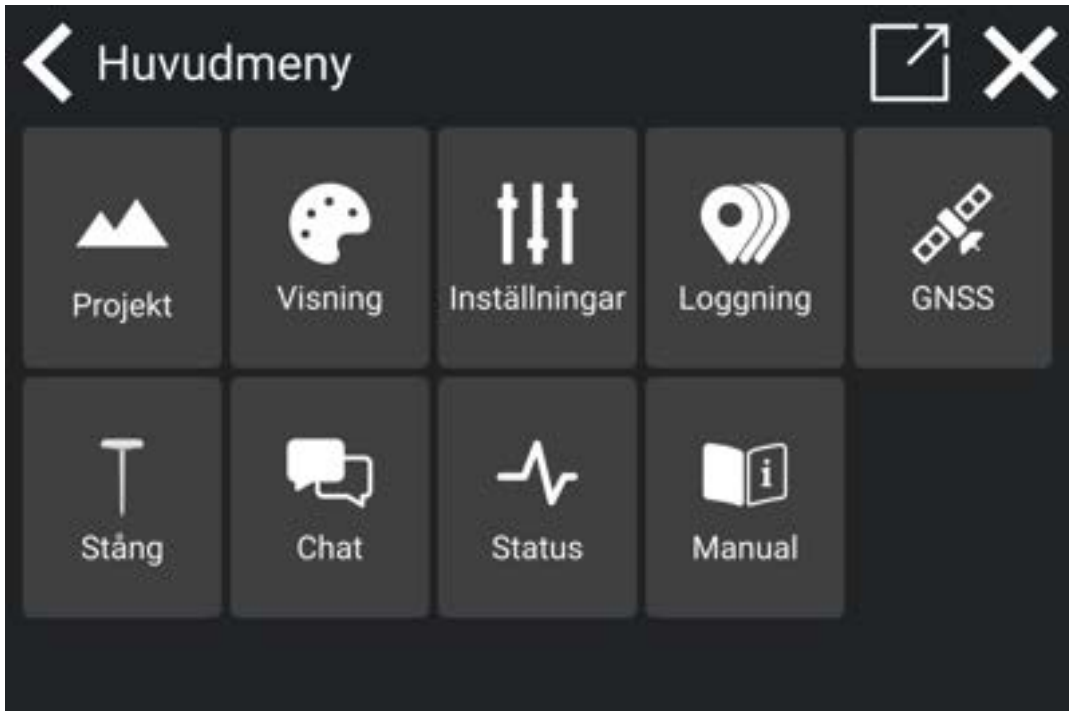 Huvudmeny
Projekt
Visning
Inställningar
Loggning
GNSS
Stång
Chat
Status
Manual